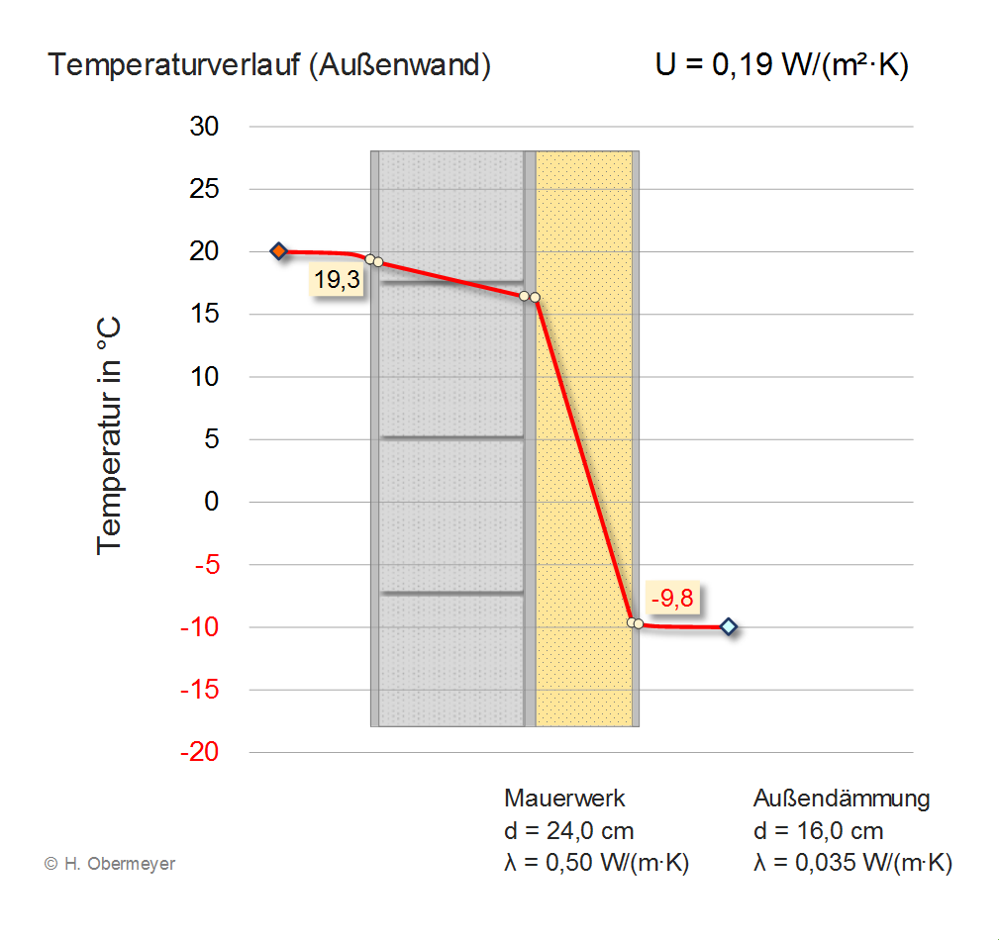 Temperaturverlauf (Außenwand)
U = 0,19 W/(m²·K)
30
25
20
15
10
5
0
-5
-10
-15
-20
Temperatur in °C
19,3
-9,8
Mauerwerk
d = 24,0 cm
λ = 0,50 W/(m·K)
Außendämmung
d = 16,0 cm
λ = 0,035 W/(m·K)
© H. Obermeyer